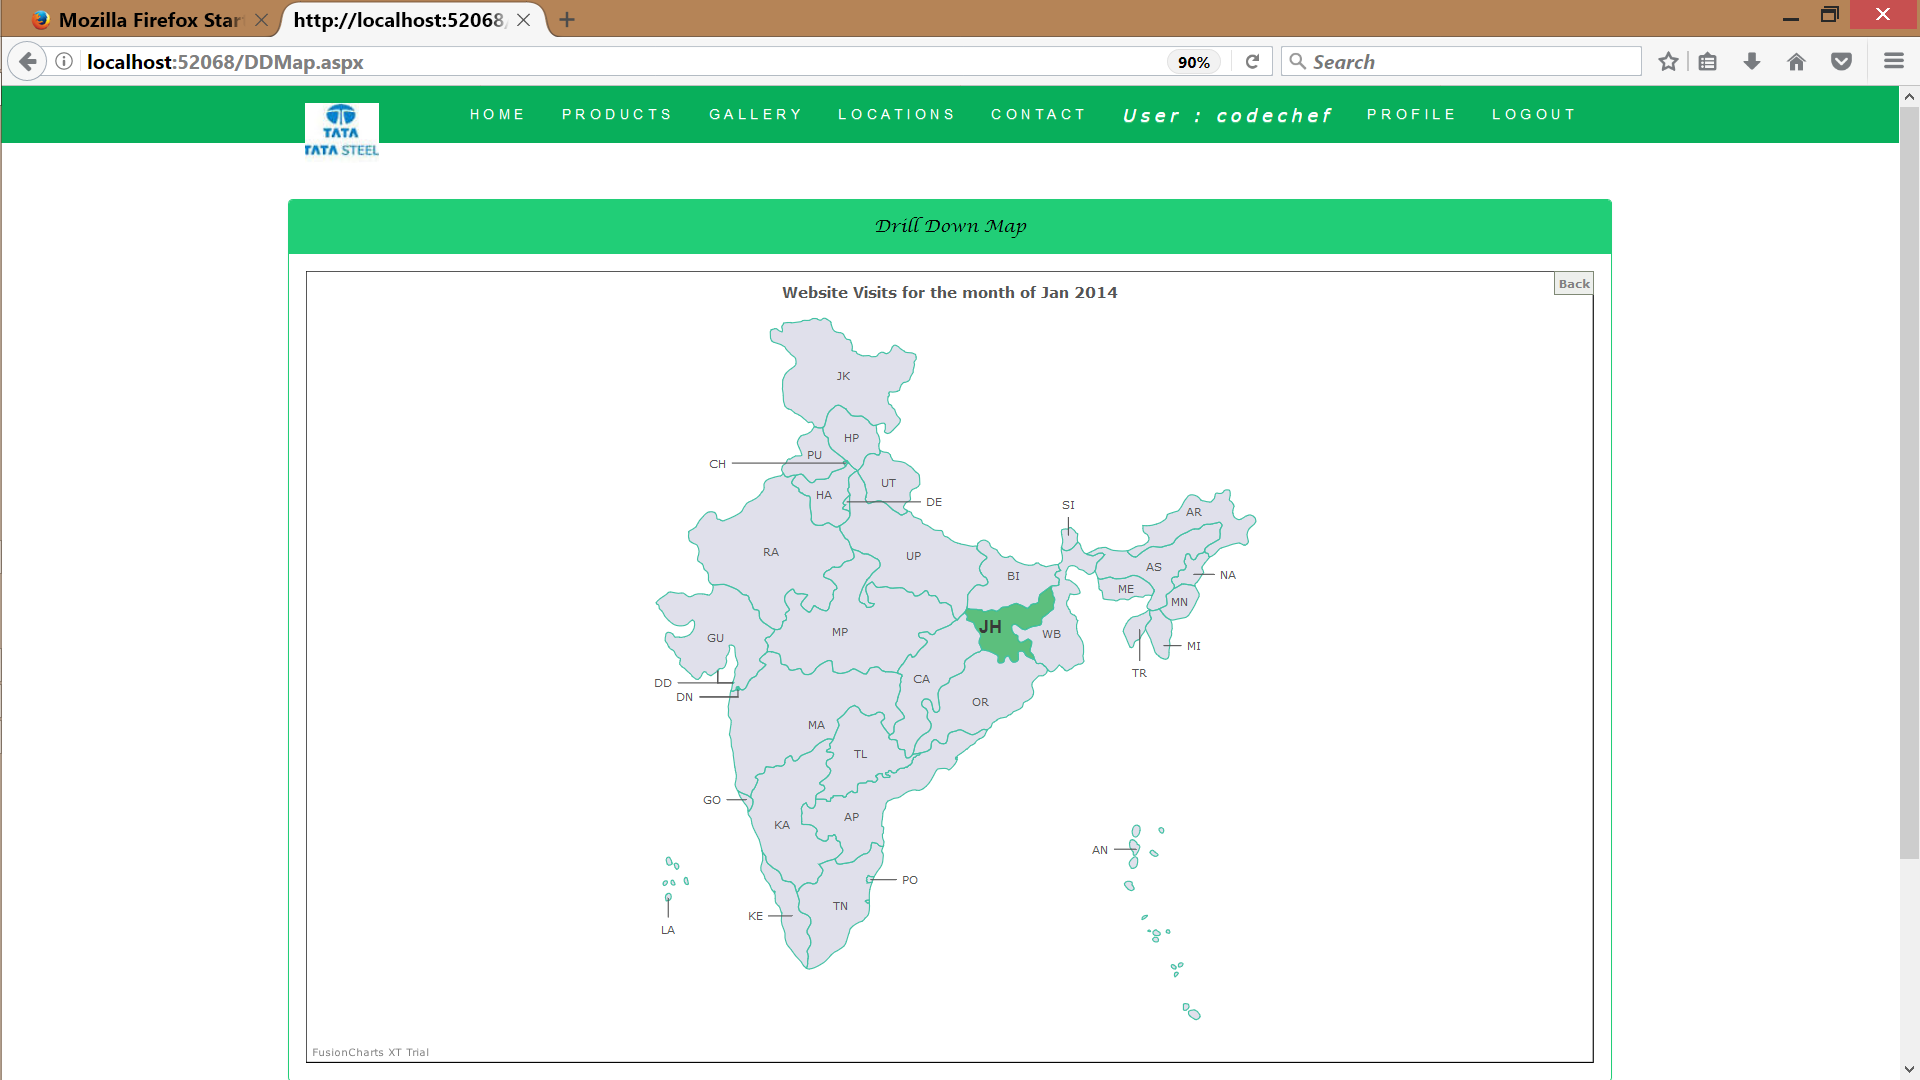 Mozilla Firefox Star
http://localhost:52068/
localhost:52068/DDMap.aspx
90%
Search
TATA
TATA STEEL
HOME PRODUCTS GALLERY LOCATIONS CONTACT User : codechef PROFILE LOGOUT
Drill Down Map
Back
Website Visits for the month of Jan 2014
JK
HP
PU
CH
UT
HA
DE
SI
AR
RA
UP
AS
BI
NA
ME
MN
JH
MP
WB
GU
MI
TR
CA
DD
DN
OR
MA
TL
GO
AP
KA
AN
PO
TN
KE
LA
FusionCharts XT Trial